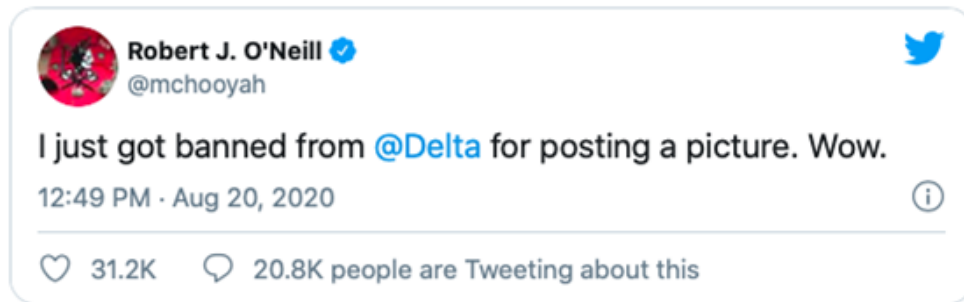 Robert J. O'Neill
@mchooyah
I just got banned from @Delta for posting a picture. Wow.
12:49 PM · Aug 20, 2020
31.2K 20.8K people are Tweeting about this